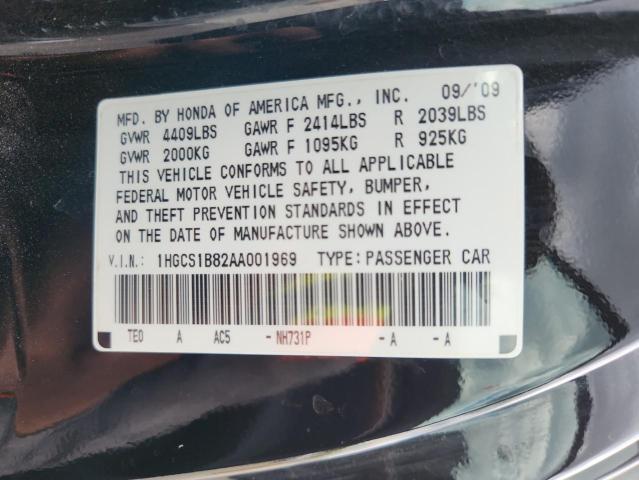 MFD. BY HONDA OF AMERICA MFG., INC. 09/'09
GVWR 4409LBS GAWR F 2414LBS R 2039LBS
GVWR 2000KG GAWR F 1095KG R 925KG
THIS VEHICLE CONFORMS TO ALL APPLICABLE
FEDERAL MOTOR VEHICLE SAFETY, BUMPER,
AND THEFT PREVENTION STANDARDS IN EFFECT
ON THE DATE OF MANUFACTURE SHOWN ABOVE.
V.I.N.: 1HGCS1B82AA001969 TYPE: PASSENGER CAR
TE0 A AC5 - NH731P - A - A